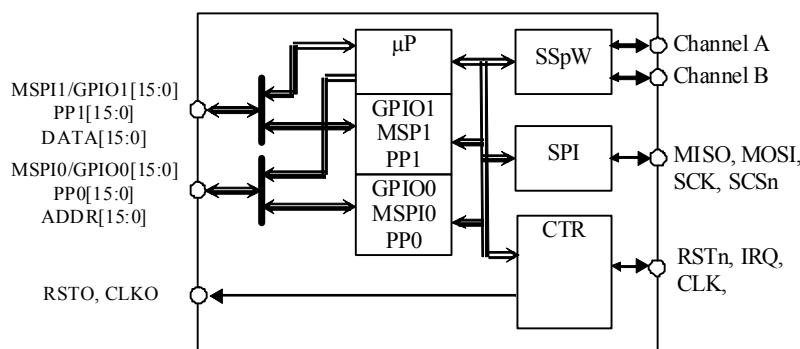 MSPI1/GPIO1[15:0]
PP1[15:0]
DATA[15:0]
MSPI0/GPIO0[15:0]
PP0[15:0]
ADDR[15:0]
RSTO, CLKO
μP
GPIO1
MSP1
PP1
GPIO0
MSPI0
PP0
SSpW
SPI
CTR
Channel A
Channel B
MISO, MOSI,
SCK, SCSn
RSTn, IRQ,
CLK,